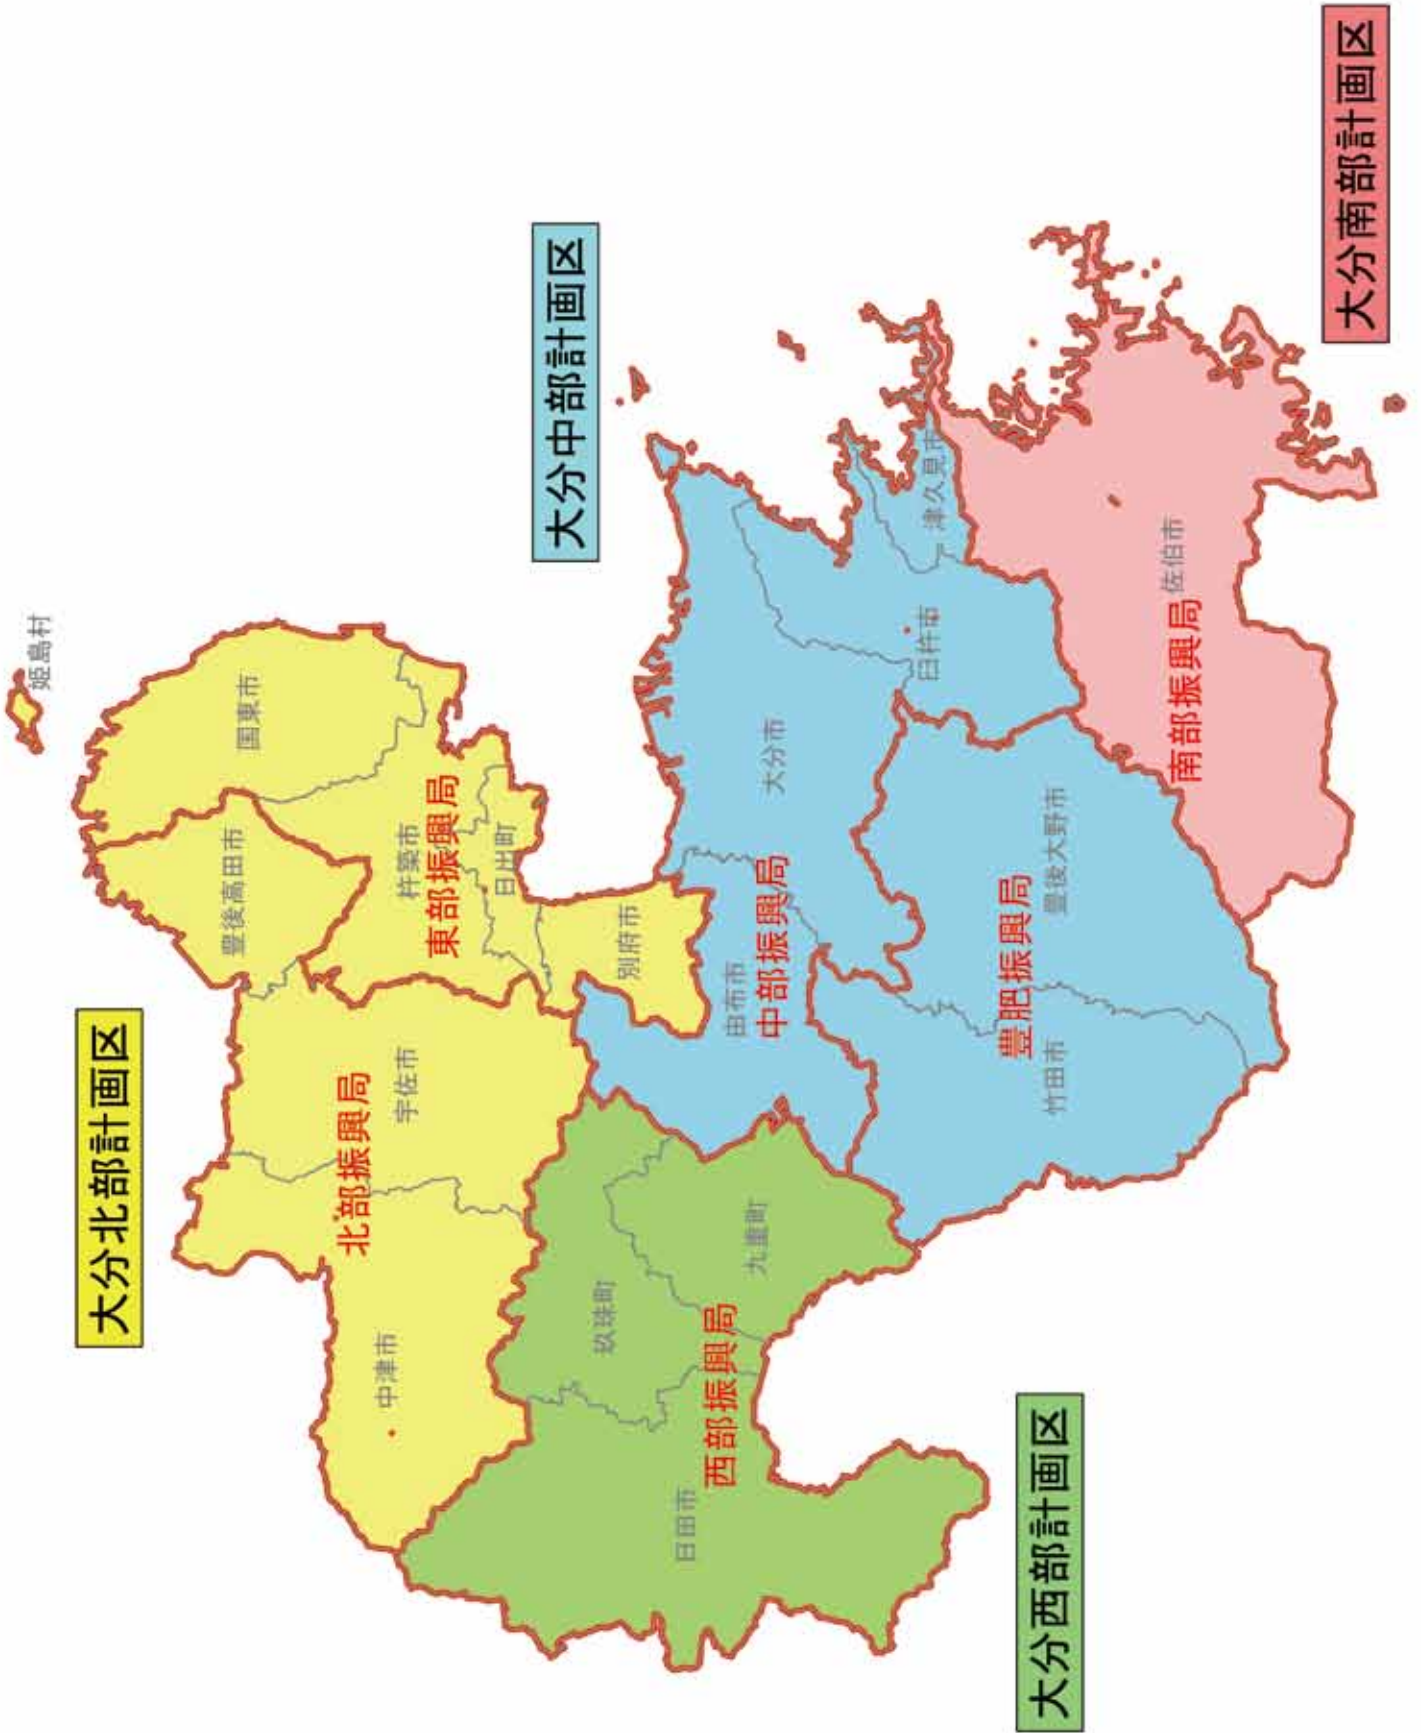 大分北部計画区
姫島村
国東市
豊後高田市
杵築市
東部振興局
日出町
別府市
宇佐市
北部振興局
中津市
大分中部計画区
大分市
由布市
中部振興局
臼杵市
津久見市
豊後大野市
豊肥振興局
竹田市
大分西部計画区
玖珠町
九重町
西部振興局
日田市
大分南部計画区
佐伯市
南部振興局